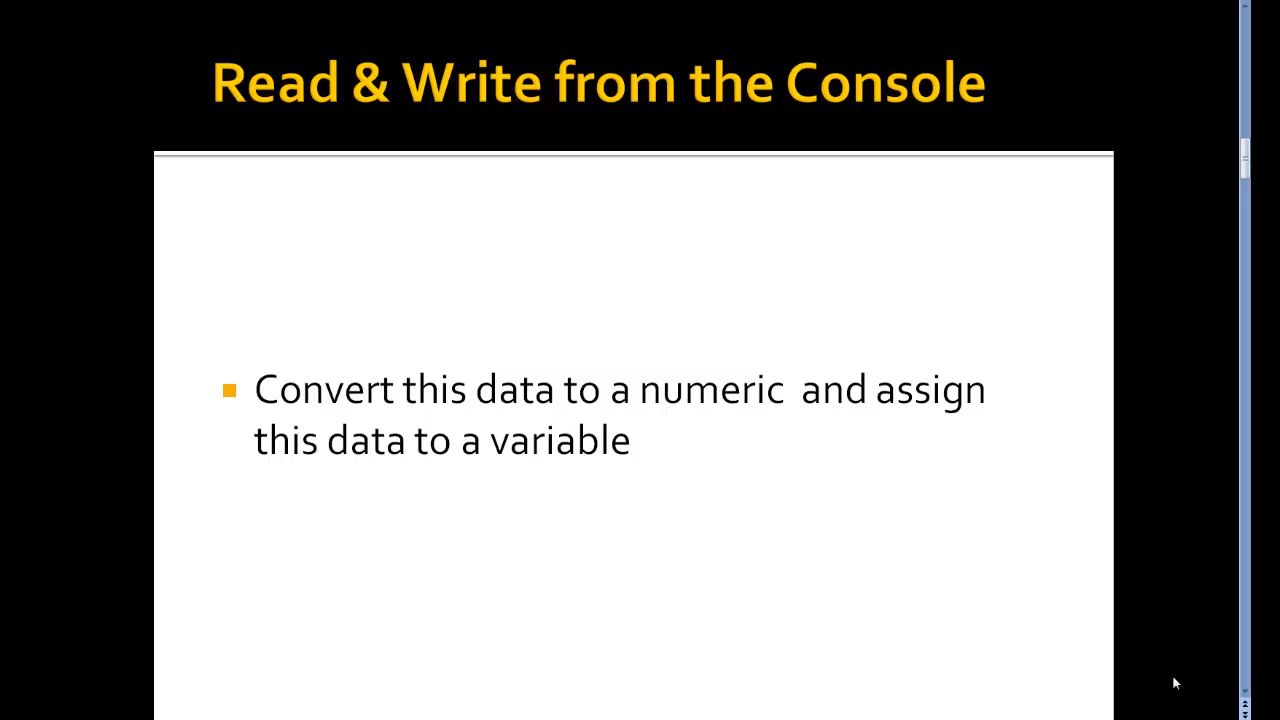 Read & Write from the Console
Convert this data to a numeric  and assign
this data to a variable